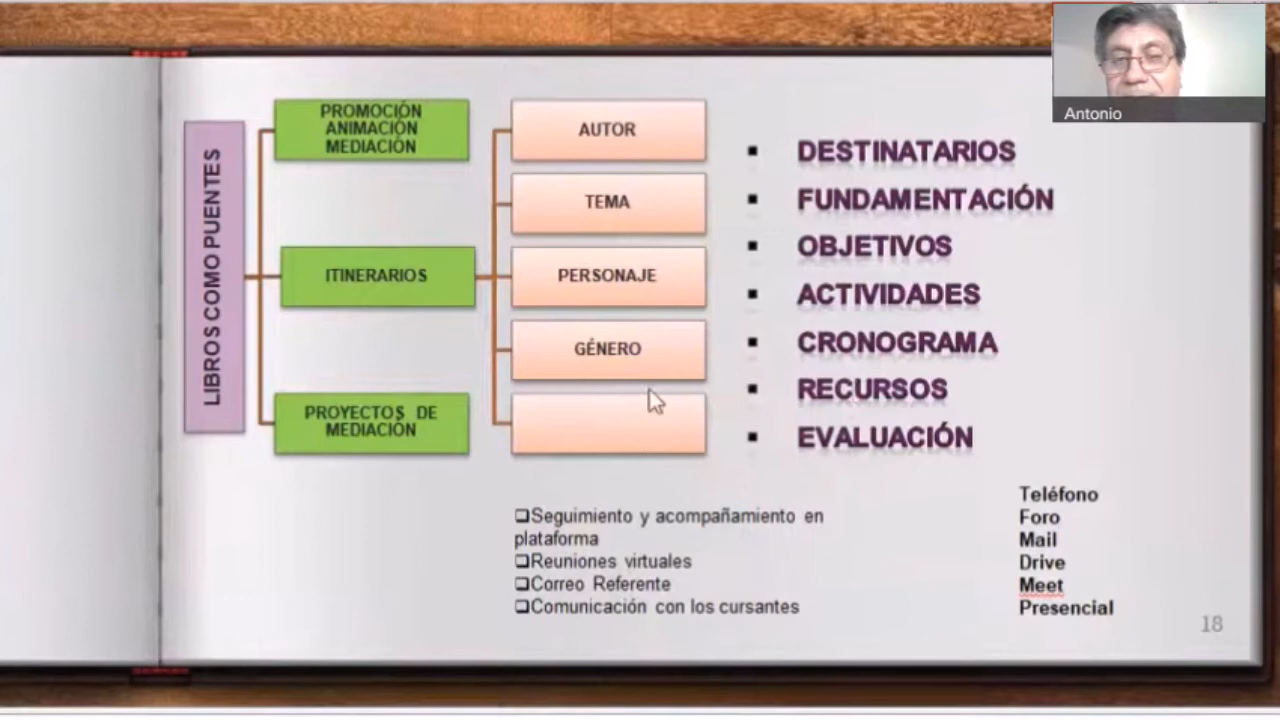 Antonio
LIBROS COMO PUENTES
PROMOCIÓN
ANIMACIÓN
MEDIACIÓN
ITINERARIOS
PROYECTOS DE
MEDIACIÓN
AUTOR
TEMA
PERSONAJE
GÉNERO
▪ DESTINATARIOS
▪ FUNDAMENTACIÓN
▪ OBJETIVOS
▪ ACTIVIDADES
▪ CRONOGRAMA
▪ RECURSOS
▪ EVALUACIÓN
❑Seguimiento y acompañamiento en
plataforma
❑Reuniones virtuales
❑Correo Referente
❑Comunicación con los cursantes
Teléfono
Foro
Mail
Drive
Meet
Presencial
18